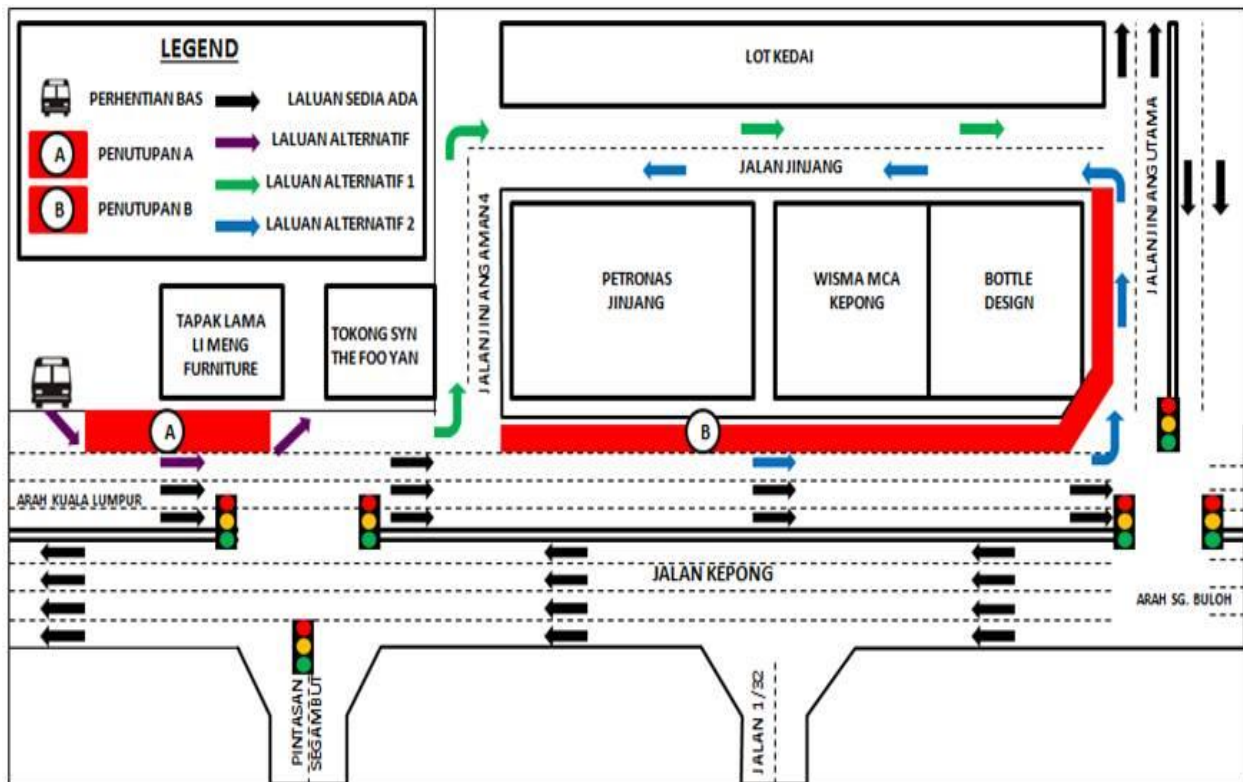 LEGEND
PERHENTIAN BAS
LALUAN SEDIA ADA
A
PENUTUPAN A
LALUAN ALTERNATIF
LALUAN ALTERNATIF 1
B
PENUTUPAN B
LALUAN ALTERNATIF 2
LOT KEDAI
JALAN JINJANG
JALAN JINJANG UTAMA
JALAN JINJANG AMAN 4
PETRONAS
JINJANG
WISMA MCA
KEPONG
BOTTLE
DESIGN
TAPAK LAMA
LI MENG
FURNITURE
TOKONG SYN
THE FOO YAN
A
B
ARAH KUALA LUMPUR
JALAN KEPONG
ARAH SG. BULOH
PINTASAN
SEGAMBUT
JALAN 1/32